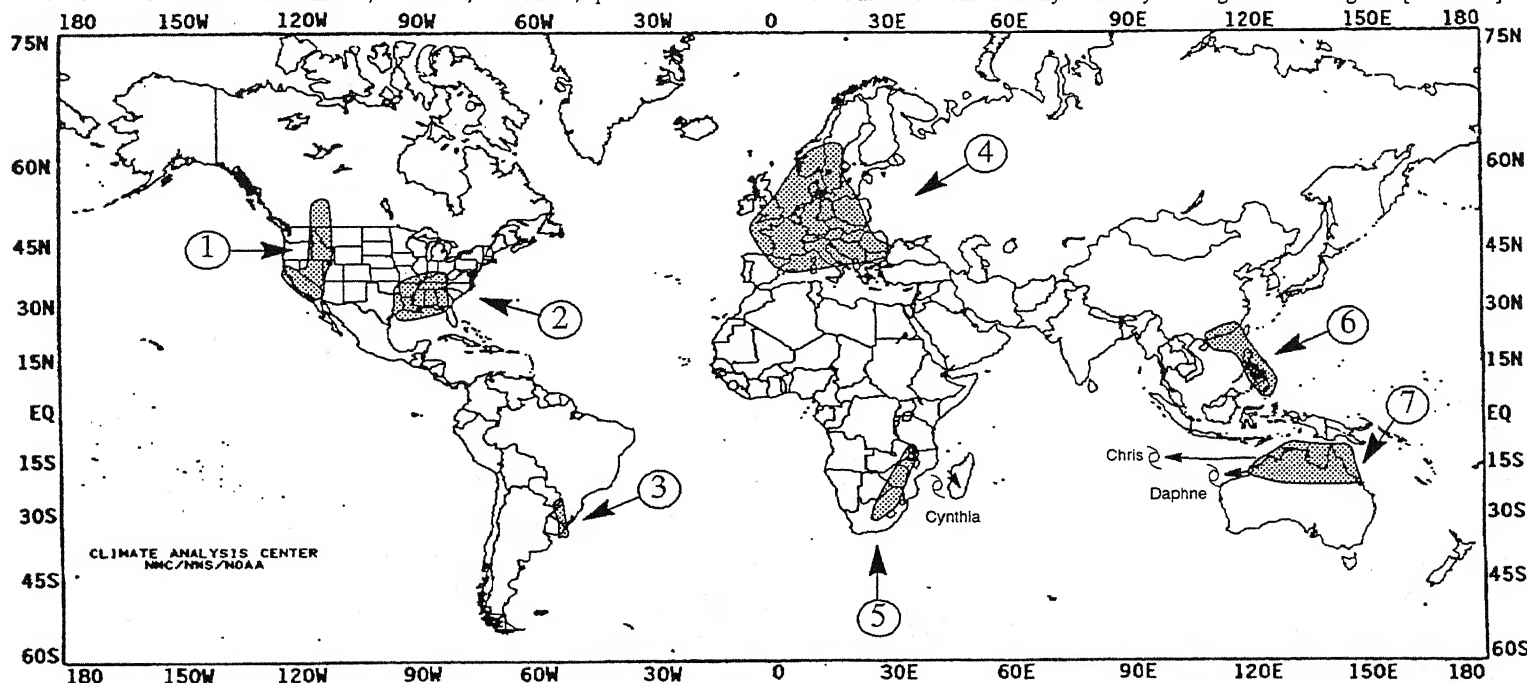 180 150W 120W 90W 60W 30W 0 30E 60E 90E 120E 150E 180
75N 75N
60N 60N
45N 45N
30N 30N
15N 15N
EQ EQ
15S 15S
30S 30S
45S 45S
60S 60S
1
2
3
4
5
6
7
Chris
Daphne
Cynthia
CLIMATE ANALYSIS CENTER
NMC/NWS/NOAA
180 150W 120W 90W 60W 30W 0 30E 60E 90E 120E 150E 180